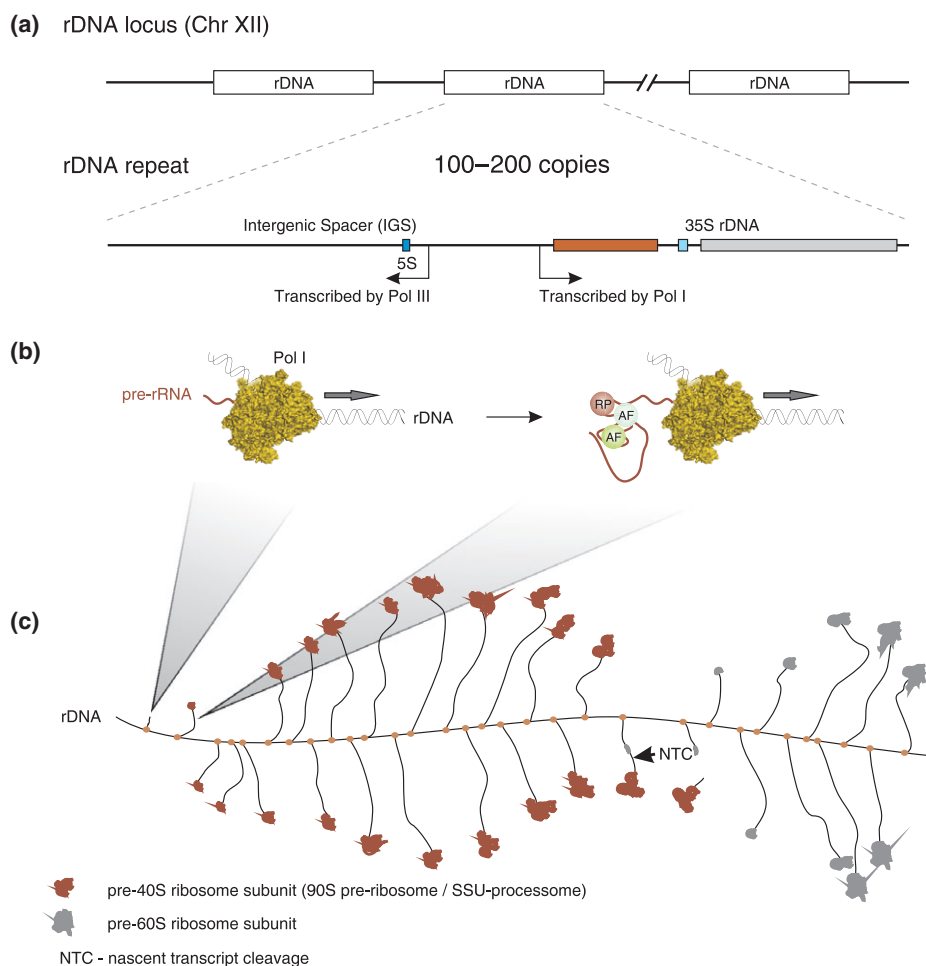 (a) rDNA locus (Chr XII)
rDNA rDNA rDNA
rDNA repeat 100–200 copies
Intergenic Spacer (IGS) 35S rDNA
5S
Transcribed by Pol III Transcribed by Pol I
(b)
Pol I
pre-rRNA
rDNA
RP
AF
AF
(c)
rDNA
NTC
pre-40S ribosome subunit (90S pre-ribosome / SSU-processome)
pre-60S ribosome subunit
NTC - nascent transcript cleavage